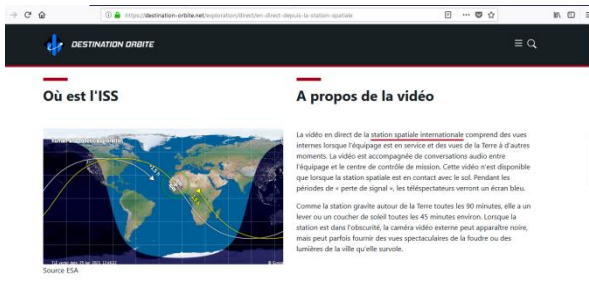 https://destination-orbite.net/exploration/direct/en-direct-depuis-la-station-spatiale
DESTINATION ORBITE
Où est l'ISS
Source ESA
A propos de la vidéo
La vidéo en direct de la station spatiale internationale comprend des vues
internes lorsque l'équipage est en service et des vues de la Terre à d'autres
moments. La vidéo est accompagnée de conversations audio entre
l'équipage et le centre de contrôle de mission. Cette vidéo n'est disponible
que lorsque la station spatiale est en contact avec le sol. Pendant les
périodes de « perte de signal », les téléspectateurs verront un écran bleu.
Comme la station gravite autour de la Terre toutes les 90 minutes, elle a un
lever ou un coucher de soleil toutes les 45 minutes environ. Lorsque la
station est dans l'obscurité, la caméra vidéo externe peut apparaître noire,
mais peut parfois fournir des vues spectaculaires de la foudre ou des
lumières de la ville qu'elle survole.